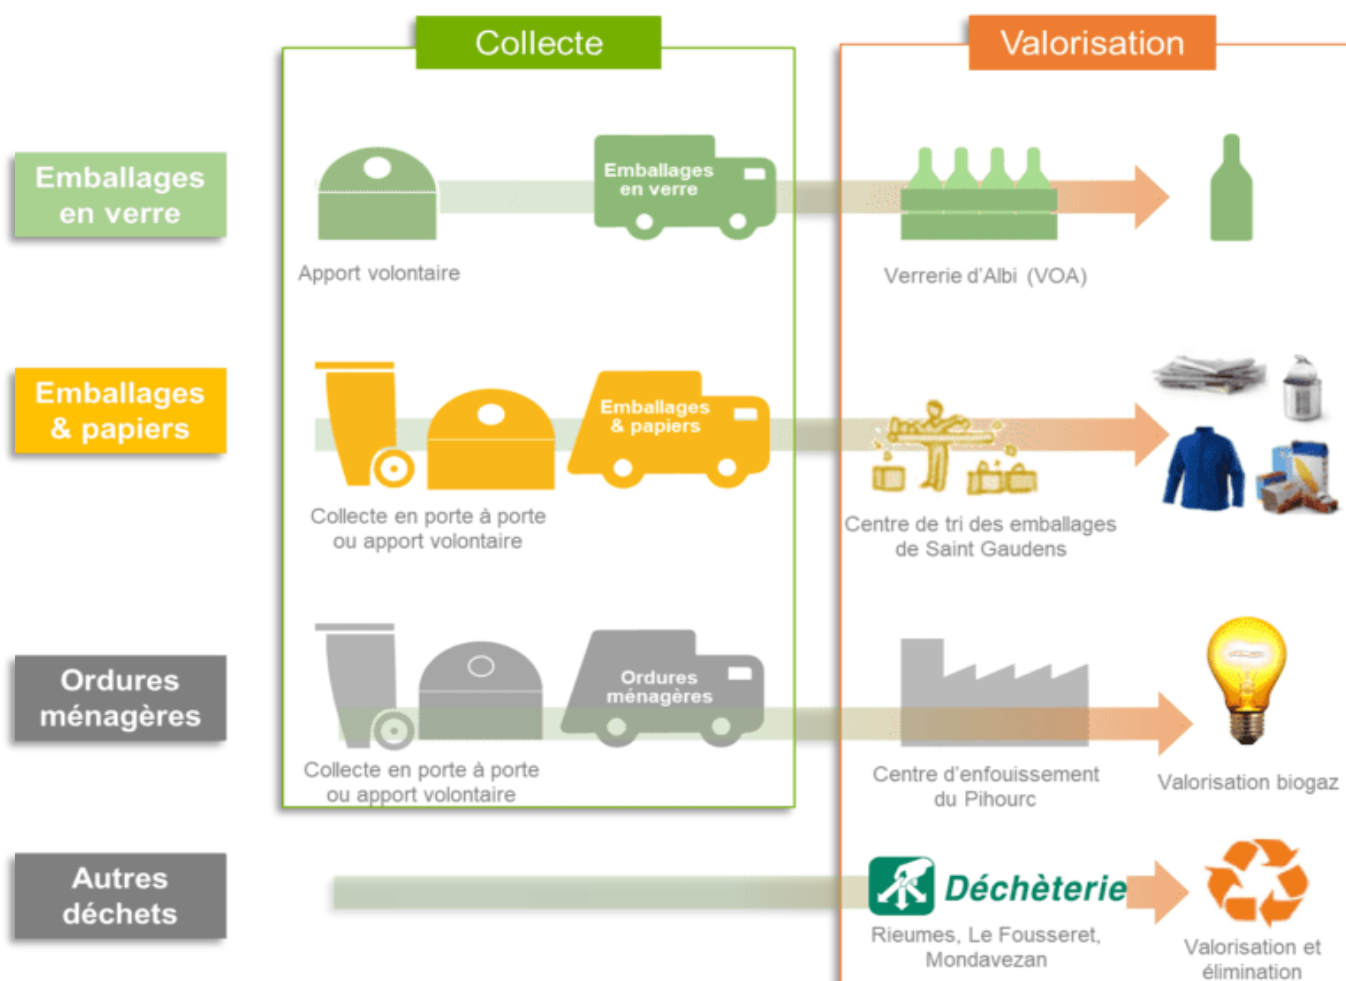 Collecte
Valorisation
Emballages
en verre
Emballages
en verre
Apport volontaire
Verrerie d'Albi (VOA)
Emballages
& papiers
Emballages
& papiers
Collecte en porte à porte
ou apport volontaire
Centre de tri des emballages
de Saint Gaudens
Ordures
ménagères
Ordures
ménagères
Collecte en porte à porte
ou apport volontaire
Centre d'enfouissement
du Pihourc
Valorisation biogaz
Autres
déchets
Déchèterie
Rieumes, Le Fousseret,
Mondavezan
Valorisation et
élimination